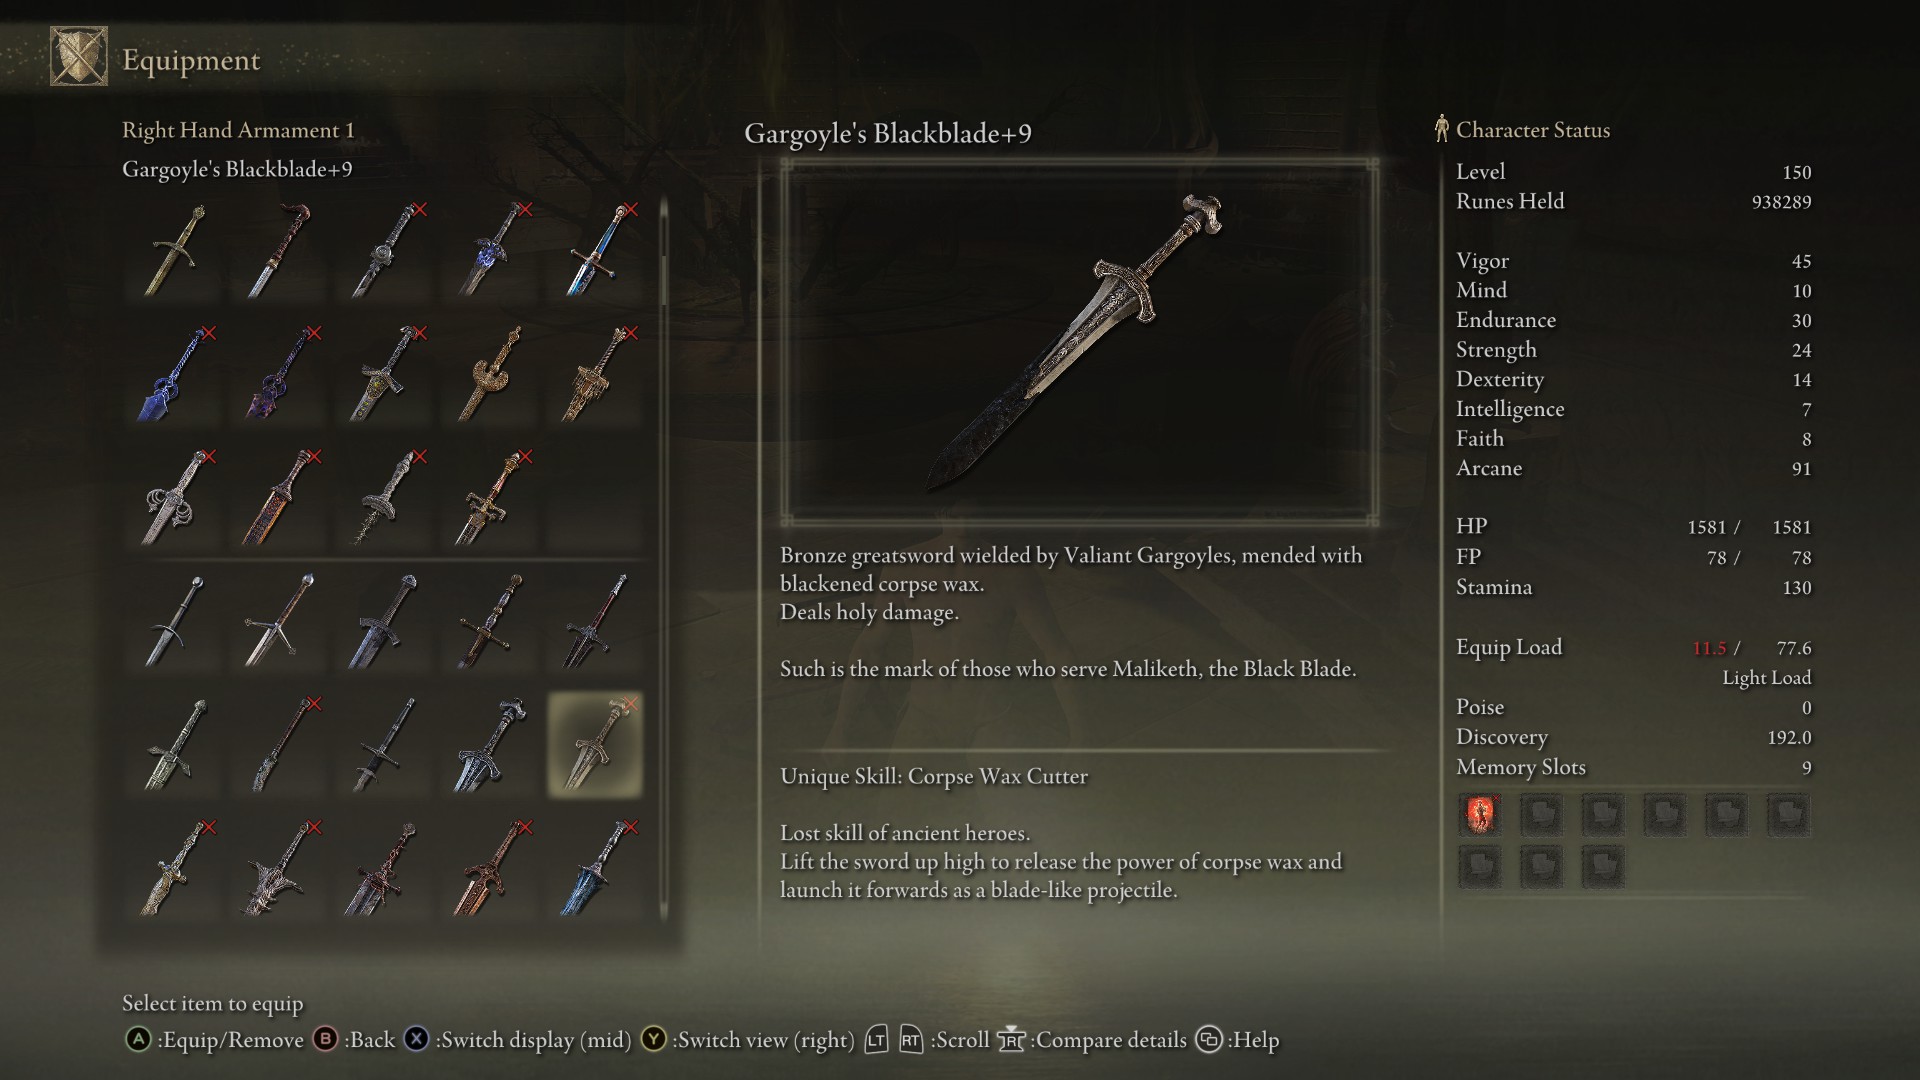 Equipment
Right Hand Armament 1
Gargoyle's Blackblade+9
Gargoyle's Blackblade+9
Bronze greatsword wielded by Valiant Gargoyles, mended with
blackened corpse wax.
Deals holy damage.
Such is the mark of those who serve Maliketh, the Black Blade.
Unique Skill: Corpse Wax Cutter
Lost skill of ancient heroes.
Lift the sword up high to release the power of corpse wax and
launch it forwards as a blade-like projectile.
Character Status
Level 150
Runes Held 938289
Vigor 45
Mind 10
Endurance 30
Strength 24
Dexterity 14
Intelligence 7
Faith 8
Arcane 91
HP 1581 / 1581
FP 78 / 78
Stamina 130
Equip Load 11.5 / 77.6
Light Load
Poise 0
Discovery 192.0
Memory Slots 9
Select item to equip
A :Equip/Remove B :Back X :Switch display (mid) Y :Switch view (right) LT RT :Scroll R :Compare details :Help